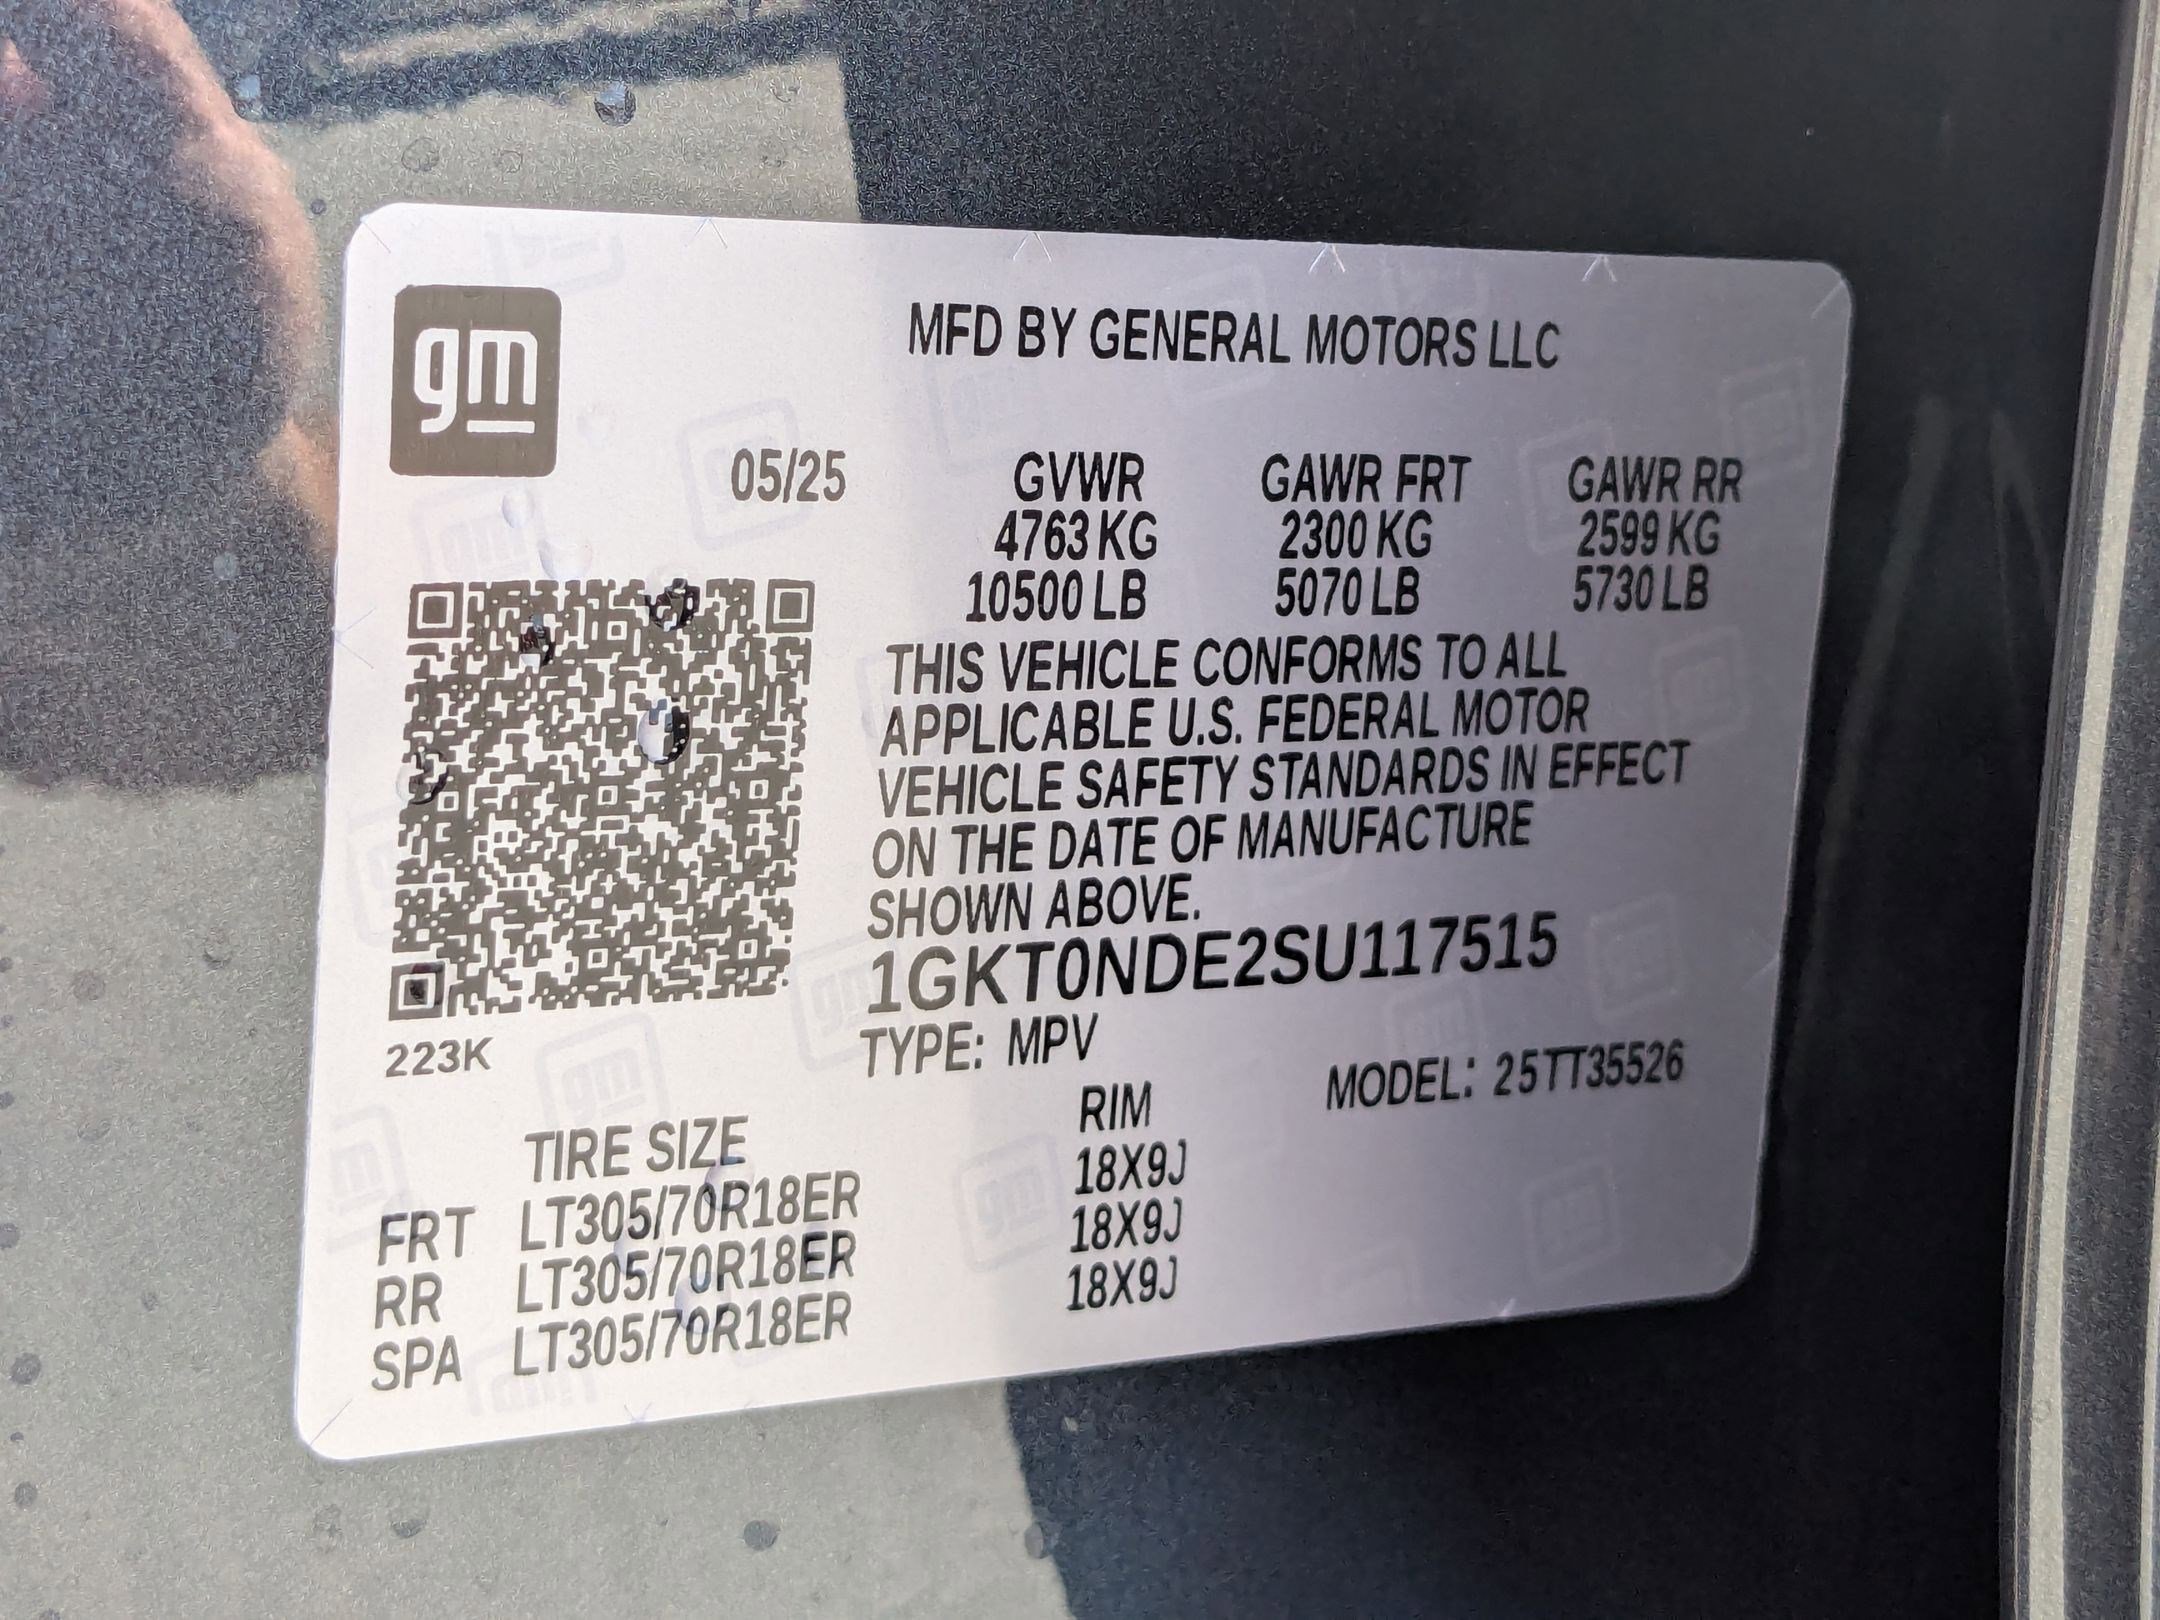 gm
MFD BY GENERAL MOTORS LLC
05/25
GVWR GAWR FRT GAWR RR
4763 KG 2300 KG 2599 KG
10500 LB 5070 LB 5730 LB
THIS VEHICLE CONFORMS TO ALL
APPLICABLE U.S. FEDERAL MOTOR
VEHICLE SAFETY STANDARDS IN EFFECT
ON THE DATE OF MANUFACTURE
SHOWN ABOVE.
1GKT0NDE2SU117515
223K
TYPE: MPV
MODEL: 25TT35526
TIRE SIZE RIM
FRT LT305/70R18ER 18X9J
RR LT305/70R18ER 18X9J
SPA LT305/70R18ER 18X9J